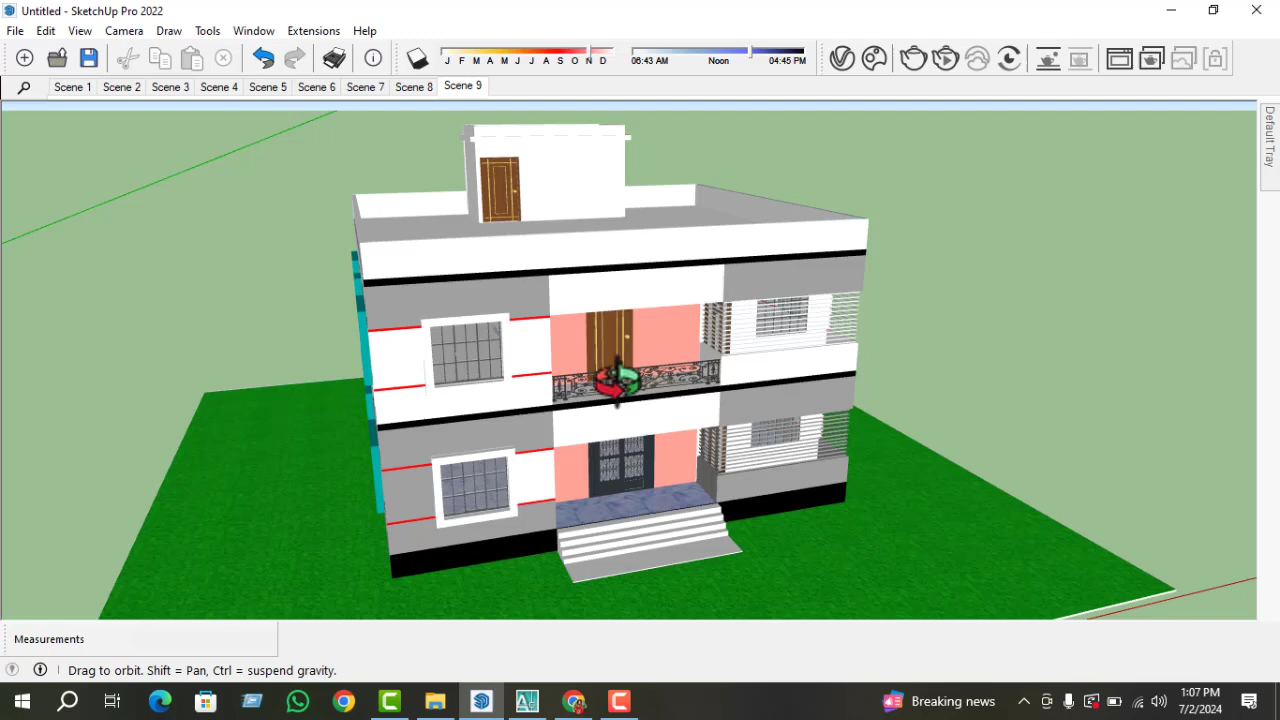 Untitled - SketchUp Pro 2022
File Edit View Camera Draw Tools Window Extensions Help
J F M A M J J A S O N D
06:43 AM Noon 04:45 PM
Scene 1 Scene 2 Scene 3 Scene 4 Scene 5 Scene 6 Scene 7 Scene 8 Scene 9
Default Tray
Measurements
Drag to orbit. Shift = Pan, Ctrl = suspend gravity.
Breaking news
1:07 PM
7/2/2024